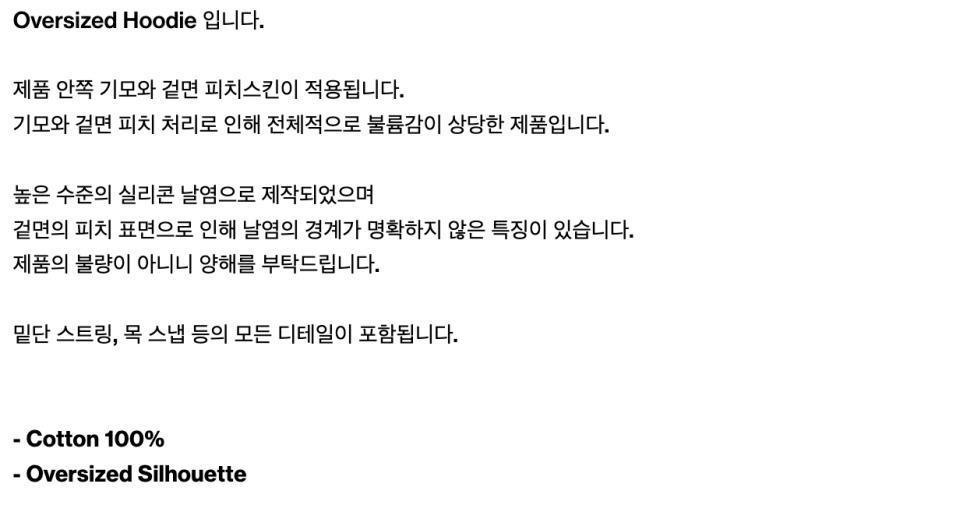 Oversized Hoodie 입니다.
제품 안쪽 기모와 겉면 피치스킨이 적용됩니다.
기모와 겉면 피치 처리로 인해 전체적으로 불륨감이 상당한 제품입니다.
높은 수준의 실리콘 날염으로 제작되었으며
겉면의 피치 표면으로 인해 날염의 경계가 명확하지 않은 특징이 있습니다.
제품의 불량이 아니니 양해를 부탁드립니다.
밑단 스트링, 목 스냅 등의 모든 디테일이 포함됩니다.
- Cotton 100%
- Oversized Silhouette